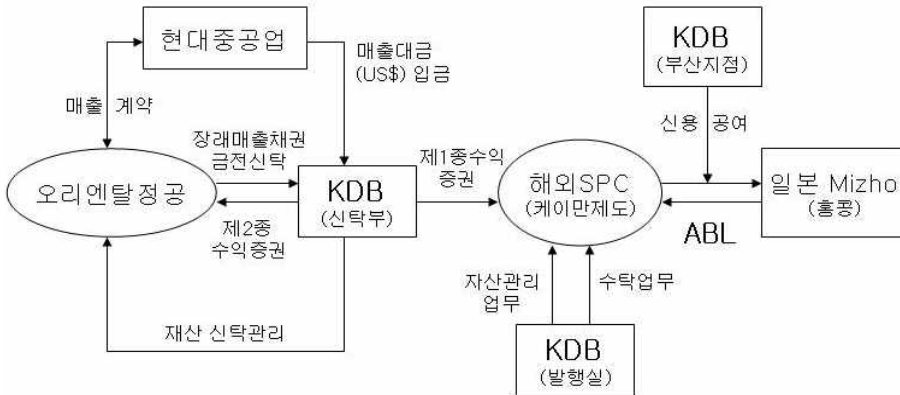 현대중공업
매출대금
(US$) 입금
KDB
(부산지점)
매출 계약
신용 공여
장래매출채권
금전신탁
제1종수익
증권
오리엔탈정공
KDB
(신탁부)
해외SPC
(케이만제도)
일본 Mizho
(홍콩)
제2종
수익증권
ABL
자산관리
업무
수탁업무
재산 신탁관리
KDB
(발행실)